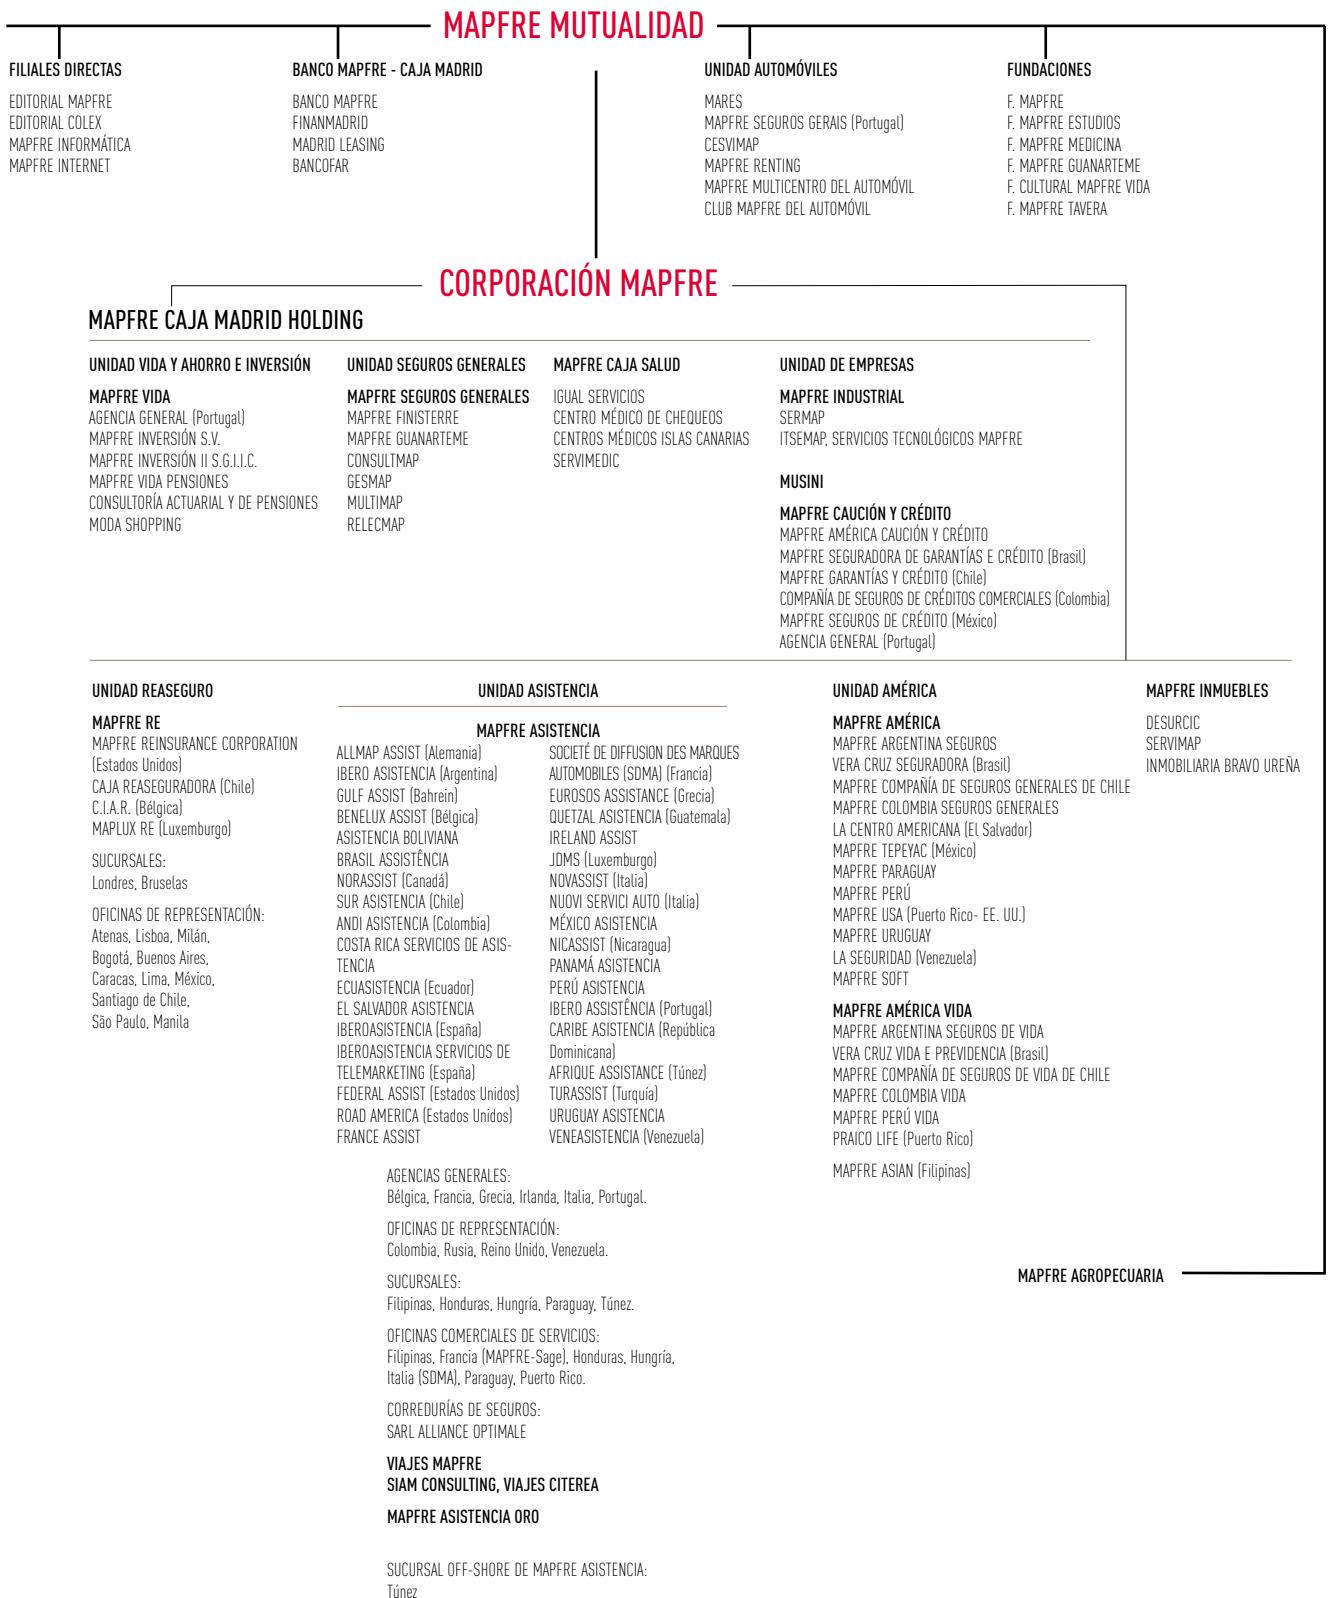 MAPFRE MUTUALIDAD
FILIALES DIRECTAS
EDITORIAL MAPFRE
EDITORIAL COLEX
MAPFRE INFORMÁTICA
MAPFRE INTERNET
BANCO MAPFRE - CAJA MADRID
BANCO MAPFRE
FINANMADRID
MADRID LEASING
BANCOFAR
UNIDAD AUTOMÓVILES
MARES
MAPFRE SEGUROS GERAIS (Portugal)
CESVIMAP
MAPFRE RENTING
MAPFRE MULTICENTRO DEL AUTOMÓVIL
CLUB MAPFRE DEL AUTOMÓVIL
FUNDACIONES
F. MAPFRE
F. MAPFRE ESTUDIOS
F. MAPFRE MEDICINA
F. MAPFRE GUANARTEME
F. CULTURAL MAPFRE VIDA
F. MAPFRE TAVERA
CORPORACIÓN MAPFRE
MAPFRE CAJA MADRID HOLDING
UNIDAD VIDA Y AHORRO E INVERSIÓN
MAPFRE VIDA
AGENCIA GENERAL (Portugal)
MAPFRE INVERSIÓN S.V.
MAPFRE INVERSIÓN II S.G.I.I.C.
MAPFRE VIDA PENSIONES
CONSULTORÍA ACTUARIAL Y DE PENSIONES
MODA SHOPPING
UNIDAD SEGUROS GENERALES
MAPFRE SEGUROS GENERALES
MAPFRE FINISTERRE
MAPFRE GUANARTEME
CONSULTMAP
GESMAP
MULTIMAP
RELECMAP
MAPFRE CAJA SALUD
IGUAL SERVICIOS
CENTRO MÉDICO DE CHEQUEOS
CENTROS MÉDICOS ISLAS CANARIAS
SERVIMEDIC
UNIDAD DE EMPRESAS
MAPFRE INDUSTRIAL
SERMAP
ITSEMAP, SERVICIOS TECNOLÓGICOS MAPFRE
MUSINI
MAPFRE CAUCIÓN Y CRÉDITO
MAPFRE AMÉRICA CAUCIÓN Y CRÉDITO
MAPFRE SEGURADORA DE GARANTÍAS E CRÉDITO (Brasil)
MAPFRE GARANTÍAS Y CRÉDITO (Chile)
COMPAÑÍA DE SEGUROS DE CRÉDITOS COMERCIALES (Colombia)
MAPFRE SEGUROS DE CRÉDITO (México)
AGENCIA GENERAL (Portugal)
UNIDAD REASEGURO
MAPFRE RE
MAPFRE REINSURANCE CORPORATION
(Estados Unidos)
CAJA REASEGURADORA (Chile)
C.I.A.R. (Bélgica)
MAPLUX RE (Luxemburgo)
SUCURSALES:
Londres, Bruselas
OFICINAS DE REPRESENTACIÓN:
Atenas, Lisboa, Milán,
Bogotá, Buenos Aires,
Caracas, Lima, México,
Santiago de Chile,
São Paulo, Manila
UNIDAD ASISTENCIA
MAPFRE ASISTENCIA
ALLMAP ASSIST (Alemania)
IBERO ASISTENCIA (Argentina)
GULF ASSIST (Bahrein)
BENELUX ASSIST (Bélgica)
ASISTENCIA BOLIVIANA
BRASIL ASSISTÊNCIA
NORASSIST (Canadá)
SUR ASISTENCIA (Chile)
ANDI ASISTENCIA (Colombia)
COSTA RICA SERVICIOS DE ASIS-
TENCIA
ECUASISTENCIA (Ecuador)
EL SALVADOR ASISTENCIA
IBEROASISTENCIA (España)
IBEROASISTENCIA SERVICIOS DE
TELEMARKETING (España)
FEDERAL ASSIST (Estados Unidos)
ROAD AMERICA (Estados Unidos)
FRANCE ASSIST
SOCIETÉ DE DIFFUSION DES MARQUES
AUTOMOBILES (SDMA) (Francia)
EUROSOS ASSISTANCE (Grecia)
QUETZAL ASISTENCIA (Guatemala)
IRELAND ASSIST
JDMS (Luxemburgo)
NOVASSIST (Italia)
NUOVI SERVICI AUTO (Italia)
MÉXICO ASISTENCIA
NICASSIST (Nicaragua)
PANAMÁ ASISTENCIA
PERÚ ASISTENCIA
IBERO ASSISTÊNCIA (Portugal)
CARIBE ASISTENCIA (República
Dominicana)
AFRIQUE ASSISTANCE (Túnez)
TURASSIST (Turquía)
URUGUAY ASISTENCIA
VENEASISTENCIA (Venezuela)
AGENCIAS GENERALES:
Bélgica, Francia, Grecia, Irlanda, Italia, Portugal.
OFICINAS DE REPRESENTACIÓN:
Colombia, Rusia, Reino Unido, Venezuela.
SUCURSALES:
Filipinas, Honduras, Hungría, Paraguay, Túnez.
OFICINAS COMERCIALES DE SERVICIOS:
Filipinas, Francia (MAPFRE-Sage), Honduras, Hungría,
Italia (SDMA), Paraguay, Puerto Rico.
CORREDURÍAS DE SEGUROS:
SARL ALLIANCE OPTIMALE
VIAJES MAPFRE
SIAM CONSULTING, VIAJES CITEREA
MAPFRE ASISTENCIA ORO
SUCURSAL OFF-SHORE DE MAPFRE ASISTENCIA:
Túnez
UNIDAD AMÉRICA
MAPFRE AMÉRICA
MAPFRE ARGENTINA SEGUROS
VERA CRUZ SEGURADORA (Brasil)
MAPFRE COMPAÑÍA DE SEGUROS GENERALES DE CHILE
MAPFRE COLOMBIA SEGUROS GENERALES
LA CENTRO AMERICANA (El Salvador)
MAPFRE TEPEYAC (México)
MAPFRE PARAGUAY
MAPFRE PERÚ
MAPFRE USA (Puerto Rico- EE. UU.)
MAPFRE URUGUAY
LA SEGURIDAD (Venezuela)
MAPFRE SOFT
MAPFRE AMÉRICA VIDA
MAPFRE ARGENTINA SEGUROS DE VIDA
VERA CRUZ VIDA E PREVIDENCIA (Brasil)
MAPFRE COMPAÑÍA DE SEGUROS DE VIDA DE CHILE
MAPFRE COLOMBIA VIDA
MAPFRE PERÚ VIDA
PRAICO LIFE (Puerto Rico)
MAPFRE ASIAN (Filipinas)
MAPFRE INMUEBLES
DESURCIC
SERVIMAP
INMOBILIARIA BRAVO UREÑA
MAPFRE AGROPECUARIA